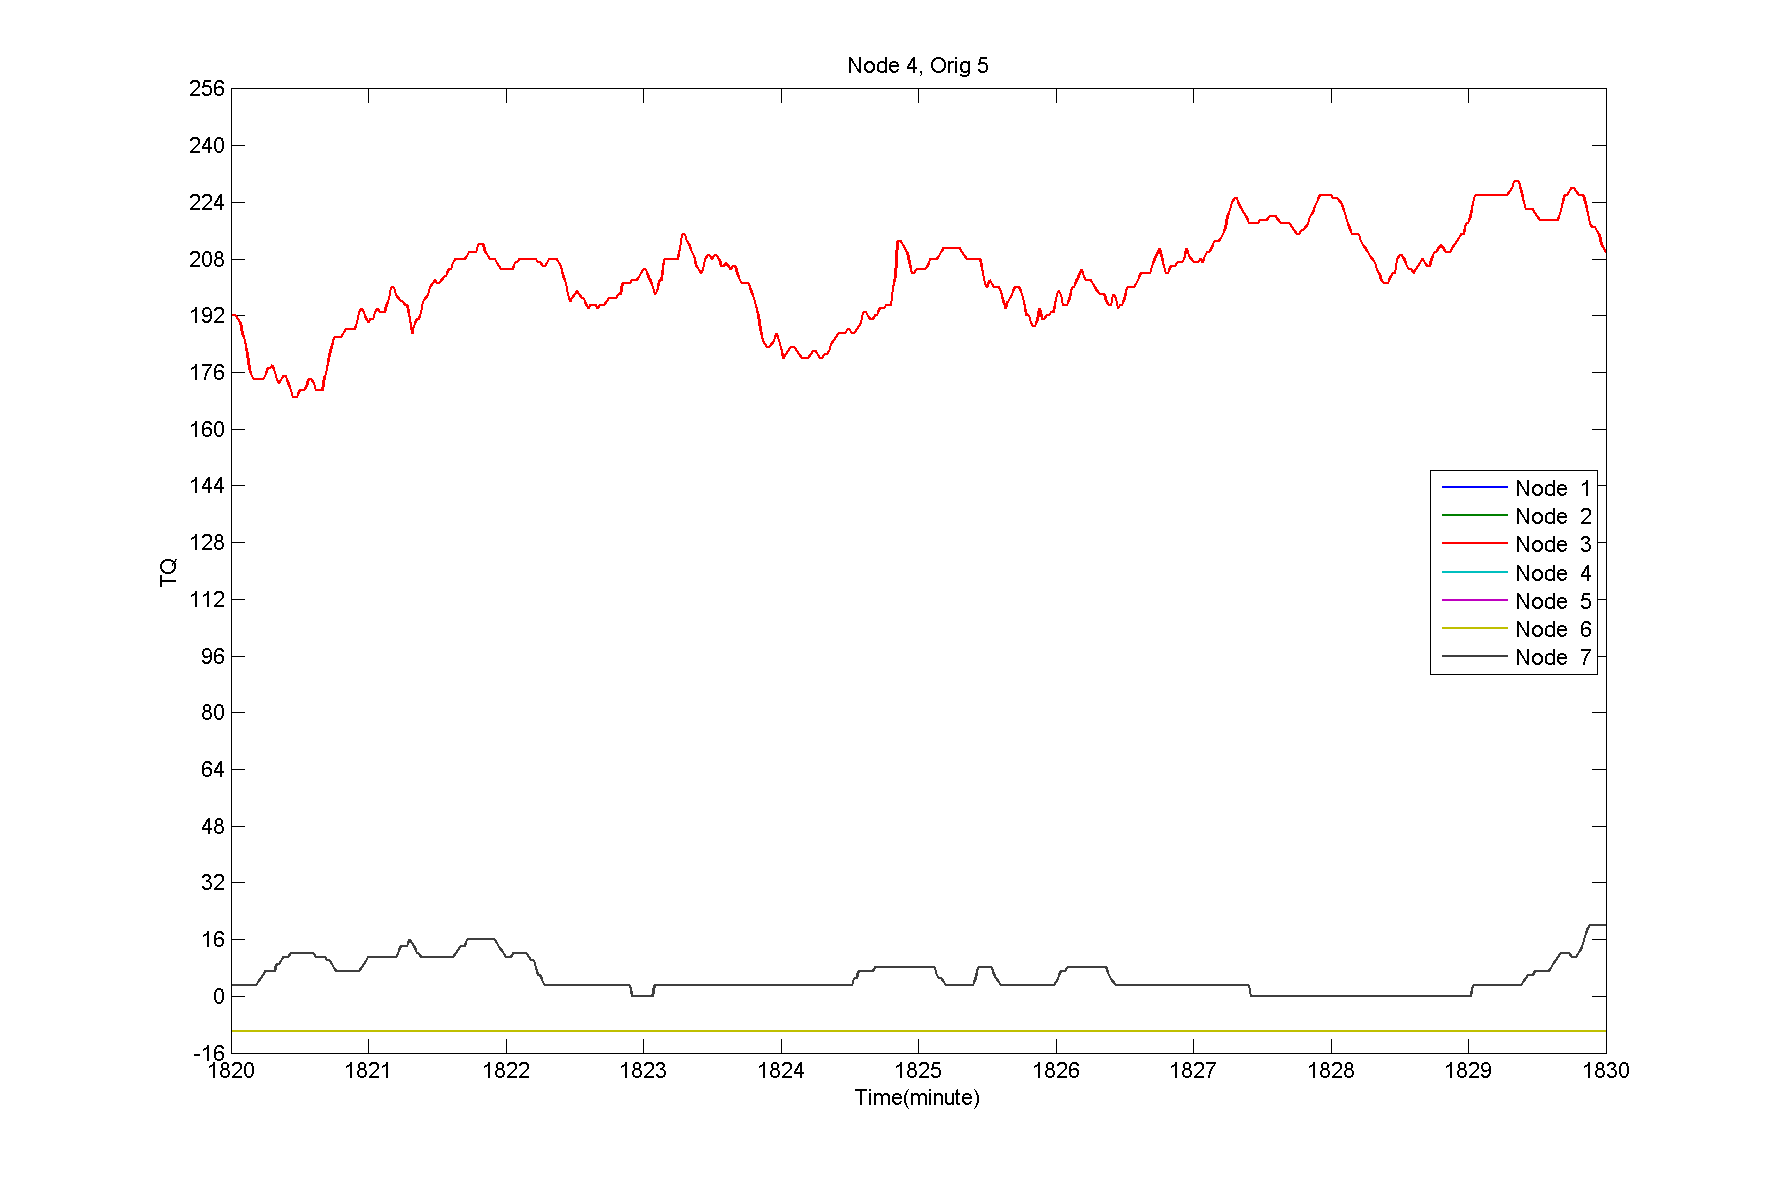 Node 4, Orig 5
256
240
224
208
192
176
160
144
128
112
96
80
64
48
32
16
0
-16
TQ
Node 1
Node 2
Node 3
Node 4
Node 5
Node 6
Node 7
1820 1821 1822 1823 1824 1825 1826 1827 1828 1829 1830
Time(minute)